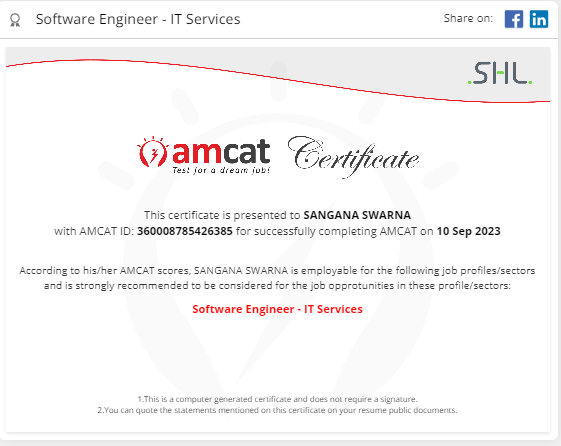 Software Engineer - IT Services
Share on:
SHL.
amcat Certificate
Test for a dream job!
This certificate is presented to SANGANA SWARNA
with AMCAT ID: 360008785426385 for successfully completing AMCAT on 10 Sep 2023
According to his/her AMCAT scores, SANGANA SWARNA is employable for the following job profiles/sectors
and is strongly recommended to be considered for the job opprotunities in these profile/sectors:
Software Engineer - IT Services
1.This is a computer generated certificate and does not require a signature.
2.You can quote the statements mentioned on this certificate on your resume public documents.